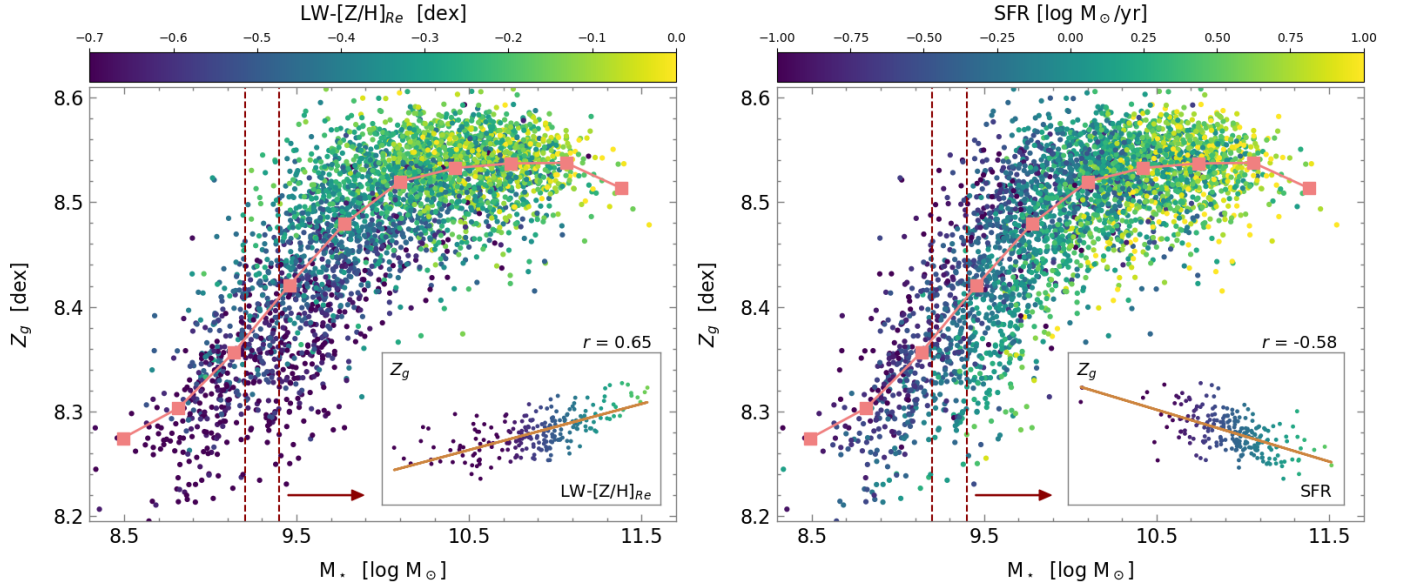 LW-[Z/H]Re [dex]
−0.7 −0.6 −0.5 −0.4 −0.3 −0.2 −0.1 0.0
8.6
8.5
8.4
8.3
8.2
Zg [dex]
r = 0.65
Zg
LW-[Z/H]Re
8.5 9.5 10.5 11.5
M⋆ [log M⊙]
SFR [log M⊙/yr]
−1.00 −0.75 −0.50 −0.25 0.00 0.25 0.50 0.75 1.00
8.6
8.5
8.4
8.3
8.2
Zg [dex]
r = -0.58
Zg
SFR
8.5 9.5 10.5 11.5
M⋆ [log M⊙]